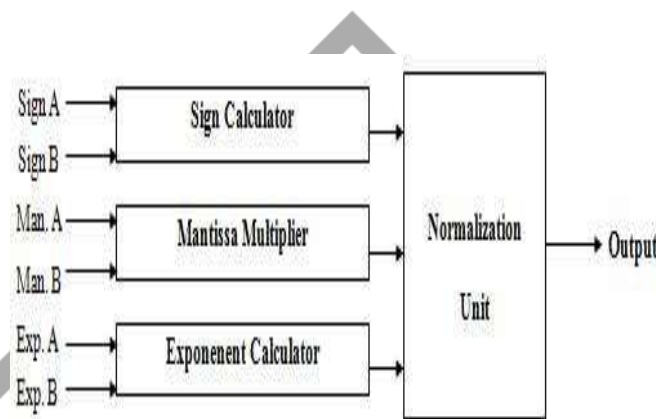 Sign A
Sign B
Sign Calculator
Man. A
Man. B
Mantissa Multiplier
Exp. A
Exp. B
Exponenent Calculator
Normalization
Unit
Output